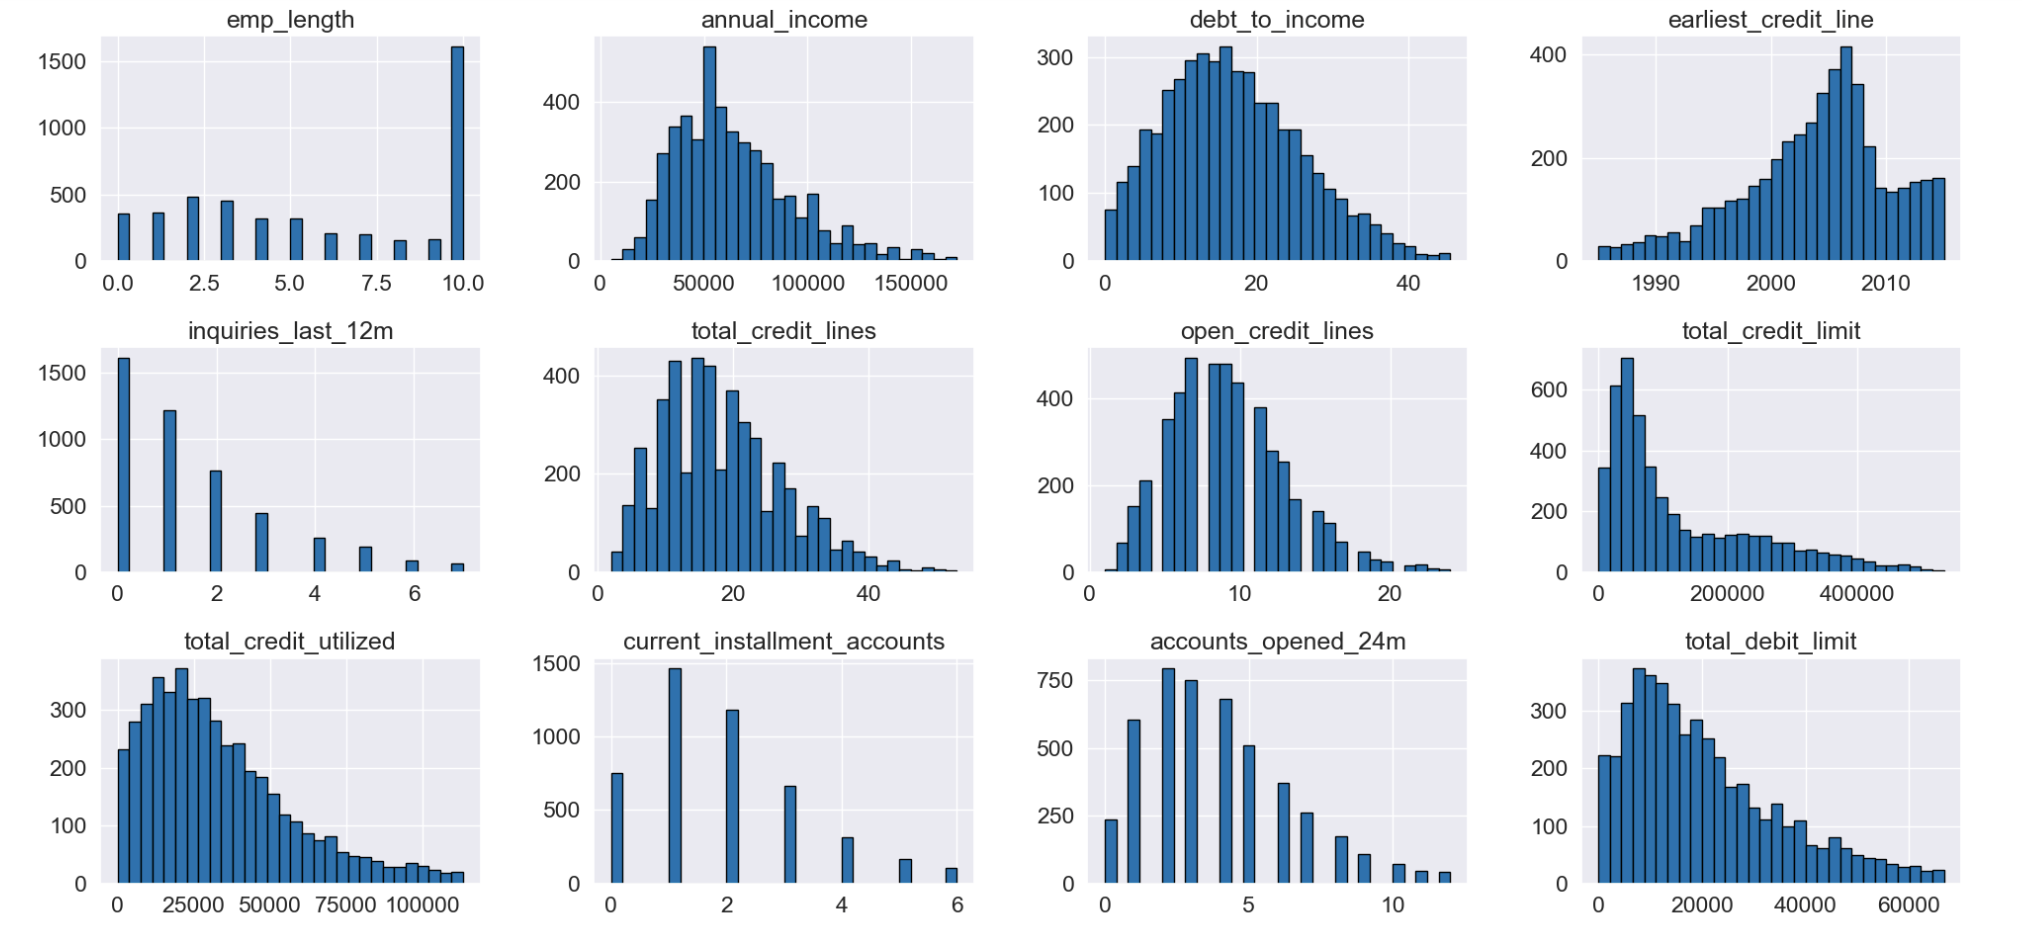 emp_length
annual_income
debt_to_income
earliest_credit_line
1500
1000
500
0
0.0 2.5 5.0 7.5 10.0
400
200
0
0 50000 100000 150000
300
200
100
0
0 20 40
400
200
0
1990 2000 2010
inquiries_last_12m
total_credit_lines
open_credit_lines
total_credit_limit
1500
1000
500
0
0 2 4 6
400
200
0
0 20 40
400
200
0
0 10 20
600
400
200
0
0 200000 400000
total_credit_utilized
current_installment_accounts
accounts_opened_24m
total_debit_limit
300
200
100
0
0 25000 50000 75000 100000
1500
1000
500
0
0 2 4 6
750
500
250
0
0 5 10
300
200
100
0
0 20000 40000 60000